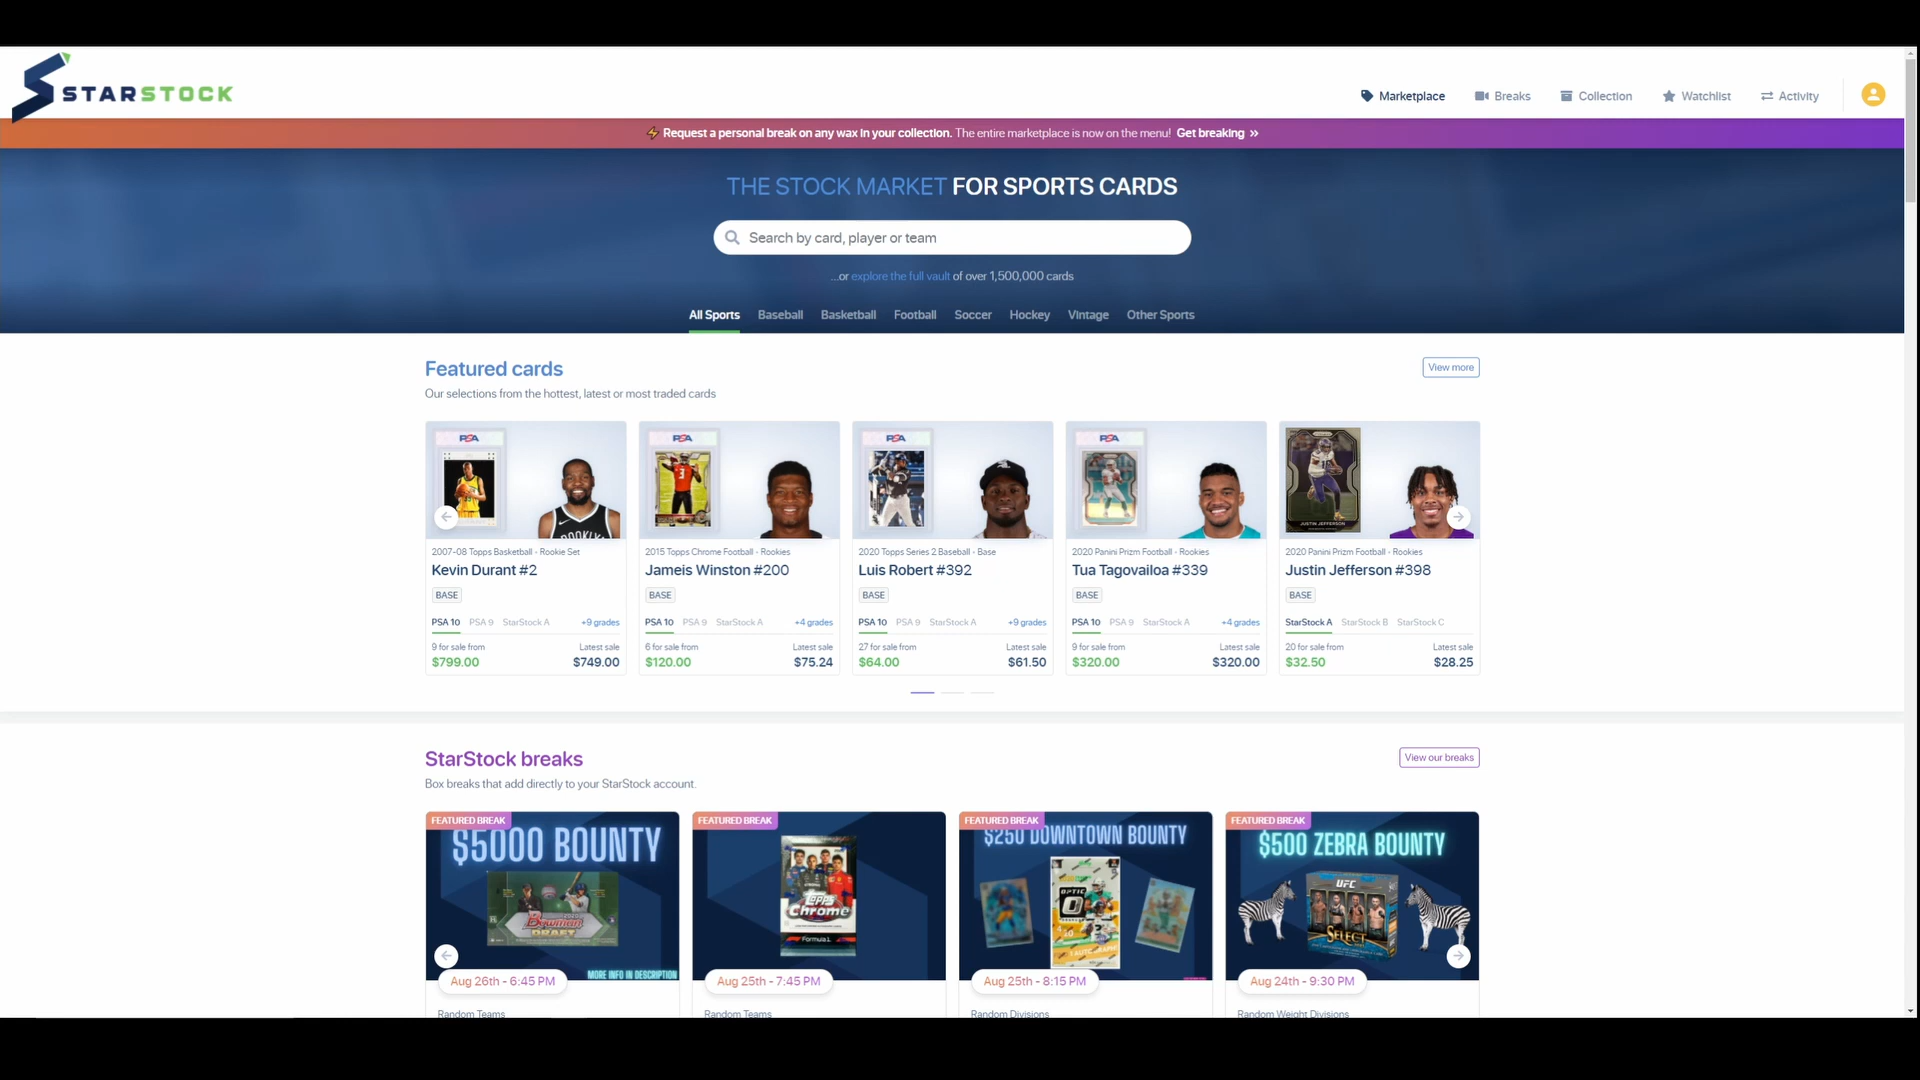 STARSTOCK
Marketplace
Breaks
Collection
Watchlist
Activity
Request a personal break on any wax in your collection. The entire marketplace is now on the menu! Get breaking »
THE STOCK MARKET FOR SPORTS CARDS
Search by card, player or team
...or explore the full vault of over 1,500,000 cards
All Sports
Baseball
Basketball
Football
Soccer
Hockey
Vintage
Other Sports
Featured cards
View more
Our selections from the hottest, latest or most traded cards
PSA
2007-08 Topps Basketball - Rookie Set
Kevin Durant #2
BASE
PSA 10 PSA 9 StarStock A +9 grades
9 for sale from Latest sale
$799.00 $749.00
PSA
2015 Topps Chrome Football - Rookies
Jameis Winston #200
BASE
PSA 10 PSA 9 StarStock A +4 grades
6 for sale from Latest sale
$120.00 $75.24
PSA
2020 Topps Series 2 Baseball - Base
Luis Robert #392
BASE
PSA 10 PSA 9 StarStock A +9 grades
27 for sale from Latest sale
$64.00 $61.50
PSA
2020 Panini Prizm Football - Rookies
Tua Tagovailoa #339
BASE
PSA 10 PSA 9 StarStock A +4 grades
9 for sale from Latest sale
$320.00 $320.00
JUSTIN JEFFERSON
2020 Panini Prizm Football - Rookies
Justin Jefferson #398
BASE
StarStock A StarStock B StarStock C
20 for sale from Latest sale
$32.50 $28.25
StarStock breaks
View our breaks
Box breaks that add directly to your StarStock account.
FEATURED BREAK
$5000 BOUNTY
Bowman
DRAFT
MORE INFO IN DESCRIPTION
Aug 26th - 6:45 PM
Random Teams
FEATURED BREAK
Topps
Chrome
Formula 1
Aug 25th - 7:45 PM
Random Teams
FEATURED BREAK
$250 DOWNTOWN BOUNTY
OPTIC
Aug 25th - 8:15 PM
Random Divisions
FEATURED BREAK
$500 ZEBRA BOUNTY
UFC
SELECT
Aug 24th - 9:30 PM
Random Weight Divisions